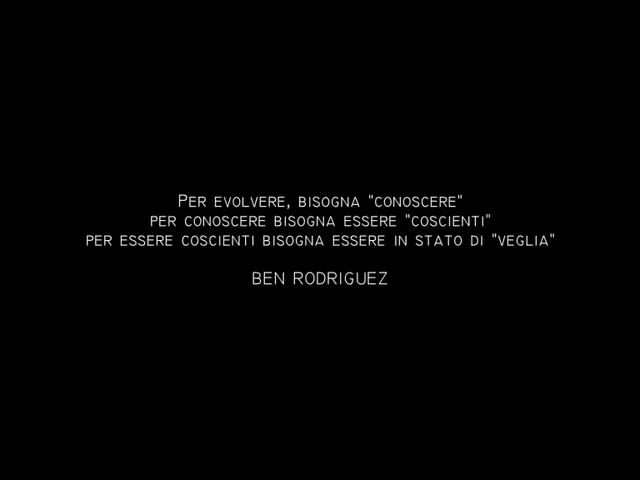 Per evolvere, bisogna "conoscere"
per conoscere bisogna essere "coscienti"
per essere coscienti bisogna essere in stato di "veglia"
BEN RODRIGUEZ